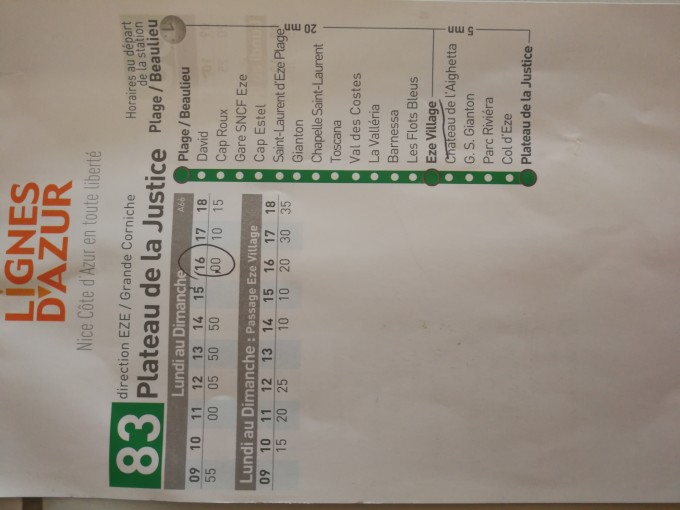 LIGNES
D'AZUR
Nice Côte d'Azur en toute liberté
83
direction EZE / Grande Corniche
Plateau de la Justice
Horaires au départ
de la station
Plage / Beaulieu
Lundi au Dimanche A66
09 10 11 12 13 14 15 16 17 18
55 00 05 50 50 00 10 15
Lundi au Dimanche : Passage Eze Village
09 10 11 12 13 14 15 16 17 18
15 20 25 10 10 20 30 35
Plage / Beaulieu
David
Cap Roux
Gare SNCF Eze
Cap Estel
Saint-Laurent d'Eze Plage
Gianton
Chapelle Saint-Laurent
Toscana
Val des Costes
La Valléria
Barnessa
Les Flots Bleus
Eze Village
Chateau de l'Aighetta
G. S. Gianton
Parc Riviéra
Col d'Eze
Plateau de la Justice
20 mn
5 mn